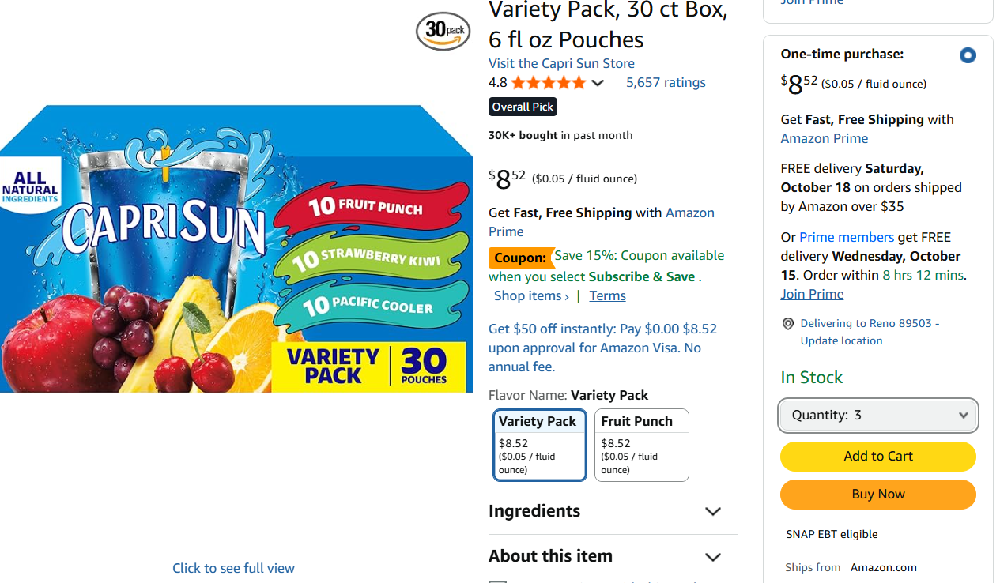 Variety Pack, 30 ct Box,
6 fl oz Pouches
Visit the Capri Sun Store
4.8
5,657 ratings
Overall Pick
30K+ bought in past month
$8 52 ($0.05 / fluid ounce)
Get Fast, Free Shipping with Amazon
Prime
Coupon: Save 15%: Coupon available
when you select Subscribe & Save .
Shop items › | Terms
Get $50 off instantly: Pay $0.00 $8.52
upon approval for Amazon Visa. No
annual fee.
Flavor Name: Variety Pack
Variety Pack
$8.52
($0.05 / fluid
ounce)
Fruit Punch
$8.52
($0.05 / fluid
ounce)
Ingredients
About this item
30 pack
ALL
NATURAL
INGREDIENTS
CAPRISUN
10 FRUIT PUNCH
10 STRAWBERRY KIWI
10 PACIFIC COOLER
VARIETY
PACK
30
POUCHES
Click to see full view
Join Prime
One-time purchase:
$8 52 ($0.05 / fluid ounce)
Get Fast, Free Shipping with
Amazon Prime
FREE delivery Saturday,
October 18 on orders shipped
by Amazon over $35
Or Prime members get FREE
delivery Wednesday, October
15. Order within 8 hrs 12 mins.
Join Prime
Delivering to Reno 89503 -
Update location
In Stock
Quantity: 3
Add to Cart
Buy Now
SNAP EBT eligible
Ships from Amazon.com